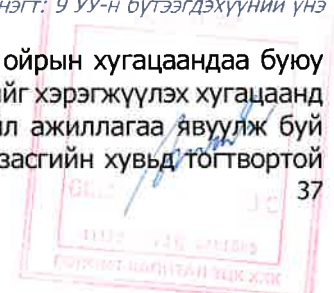 нэгт: 9 УУ-н бүтээгдэхүүний үнэ
ойрын хугацаандаа буюу
йг хэрэгжүүлэх хугацаанд
л ажиллагаа явуулж буй
засгийн хувьд тогтвортой
37